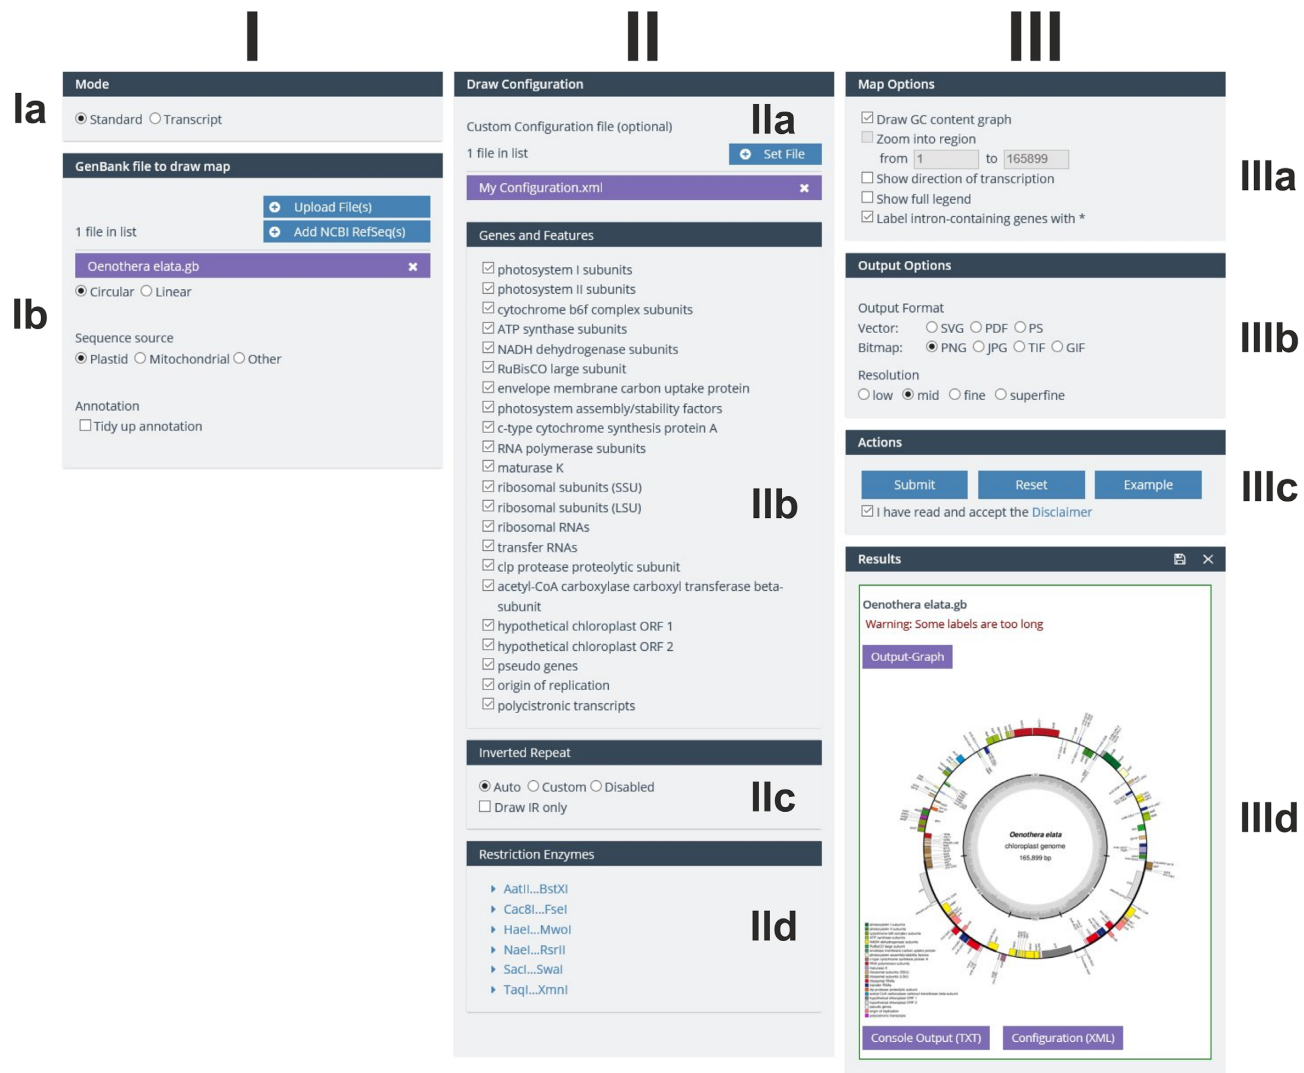 I
II
III
Ia
Mode
Standard Transcript
GenBank file to draw map
Upload File(s)
1 file in list
Add NCBI RefSeq(s)
Oenothera elata.gb
Ib
Circular Linear
Sequence source
Plastid Mitochondrial Other
Annotation
Tidy up annotation
Draw Configuration
Custom Configuration file (optional)
IIa
1 file in list
Set File
My Configuration.xml
Genes and Features
photosystem I subunits
photosystem II subunits
cytochrome b6f complex subunits
ATP synthase subunits
NADH dehydrogenase subunits
RuBisCO large subunit
envelope membrane carbon uptake protein
photosystem assembly/stability factors
c-type cytochrome synthesis protein A
RNA polymerase subunits
maturase K
ribosomal subunits (SSU)
IIb
ribosomal subunits (LSU)
ribosomal RNAs
transfer RNAs
clp protease proteolytic subunit
acetyl-CoA carboxylase carboxyl transferase beta-
subunit
hypothetical chloroplast ORF 1
hypothetical chloroplast ORF 2
pseudo genes
origin of replication
polycistronic transcripts
Inverted Repeat
Auto Custom Disabled
IIc
Draw IR only
Restriction Enzymes
AatII...BstXI
Cac8I...FseI
HaeI...MwoI
IId
NaeI...RsrII
SacI...SwaI
TaqI...XmnI
Map Options
Draw GC content graph
Zoom into region
from 1 to 165899
IIIa
Show direction of transcription
Show full legend
Label intron-containing genes with *
Output Options
Output Format
Vector: SVG PDF PS
IIIb
Bitmap: PNG JPG TIF GIF
Resolution
low mid fine superfine
Actions
Submit Reset Example
IIIc
I have read and accept the Disclaimer
Results
Oenothera elata.gb
Warning: Some labels are too long
Output-Graph
IIId
Oenothera elata
chloroplast genome
165,899 bp
Console Output (TXT) Configuration (XML)